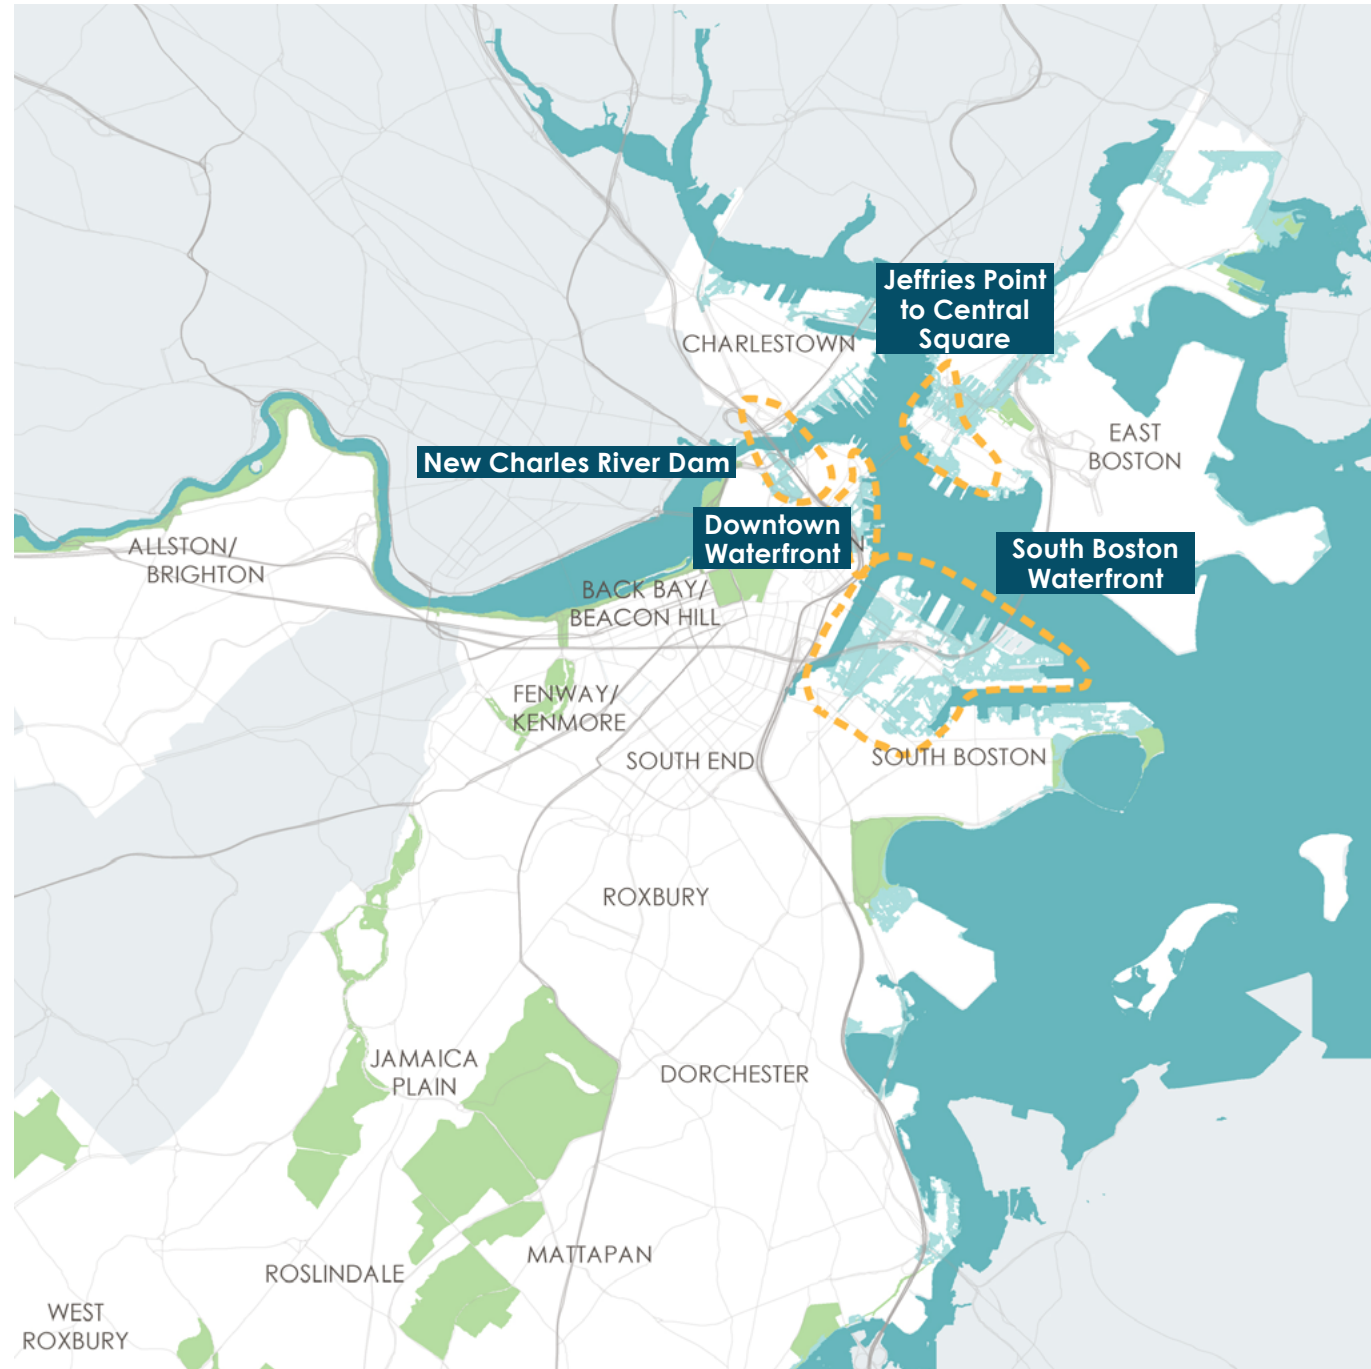 Jeffries Point
to Central
Square
CHARLESTOWN
EAST
BOSTON
New Charles River Dam
Downtown
Waterfront
N
South Boston
Waterfront
ALLSTON/
BRIGHTON
BACK BAY/
BEACON HILL
FENWAY/
KENMORE
SOUTH END
SOUTH BOSTON
ROXBURY
JAMAICA
PLAIN
DORCHESTER
MATTAPAN
ROSLINDALE
WEST
ROXBURY